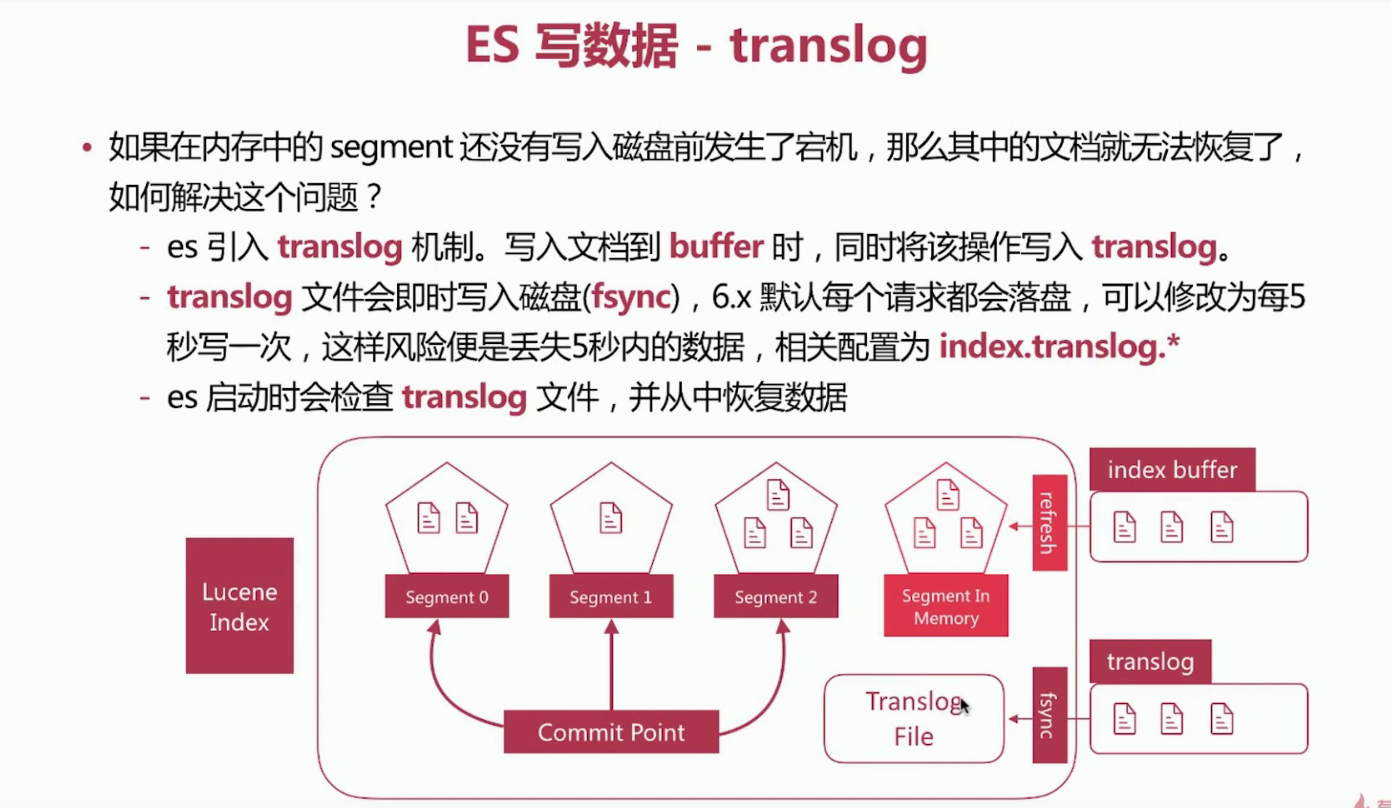 ES 写数据 - translog
• 如果在内存中的 segment 还没有写入磁盘前发生了宕机，那么其中的文档就无法恢复了，
如何解决这个问题？
- es 引入 translog 机制。写入文档到 buffer 时，同时将该操作写入 translog。
- translog 文件会即时写入磁盘(fsync)，6.x 默认每个请求都会落盘，可以修改为每5
秒写一次，这样风险便是丢失5秒内的数据，相关配置为 index.translog.*
- es 启动时会检查 translog 文件，并从中恢复数据
index buffer
refresh
Lucene
Index
Segment 0
Segment 1
Segment 2
Segment In
Memory
translog
fsync
Translog
File
Commit Point